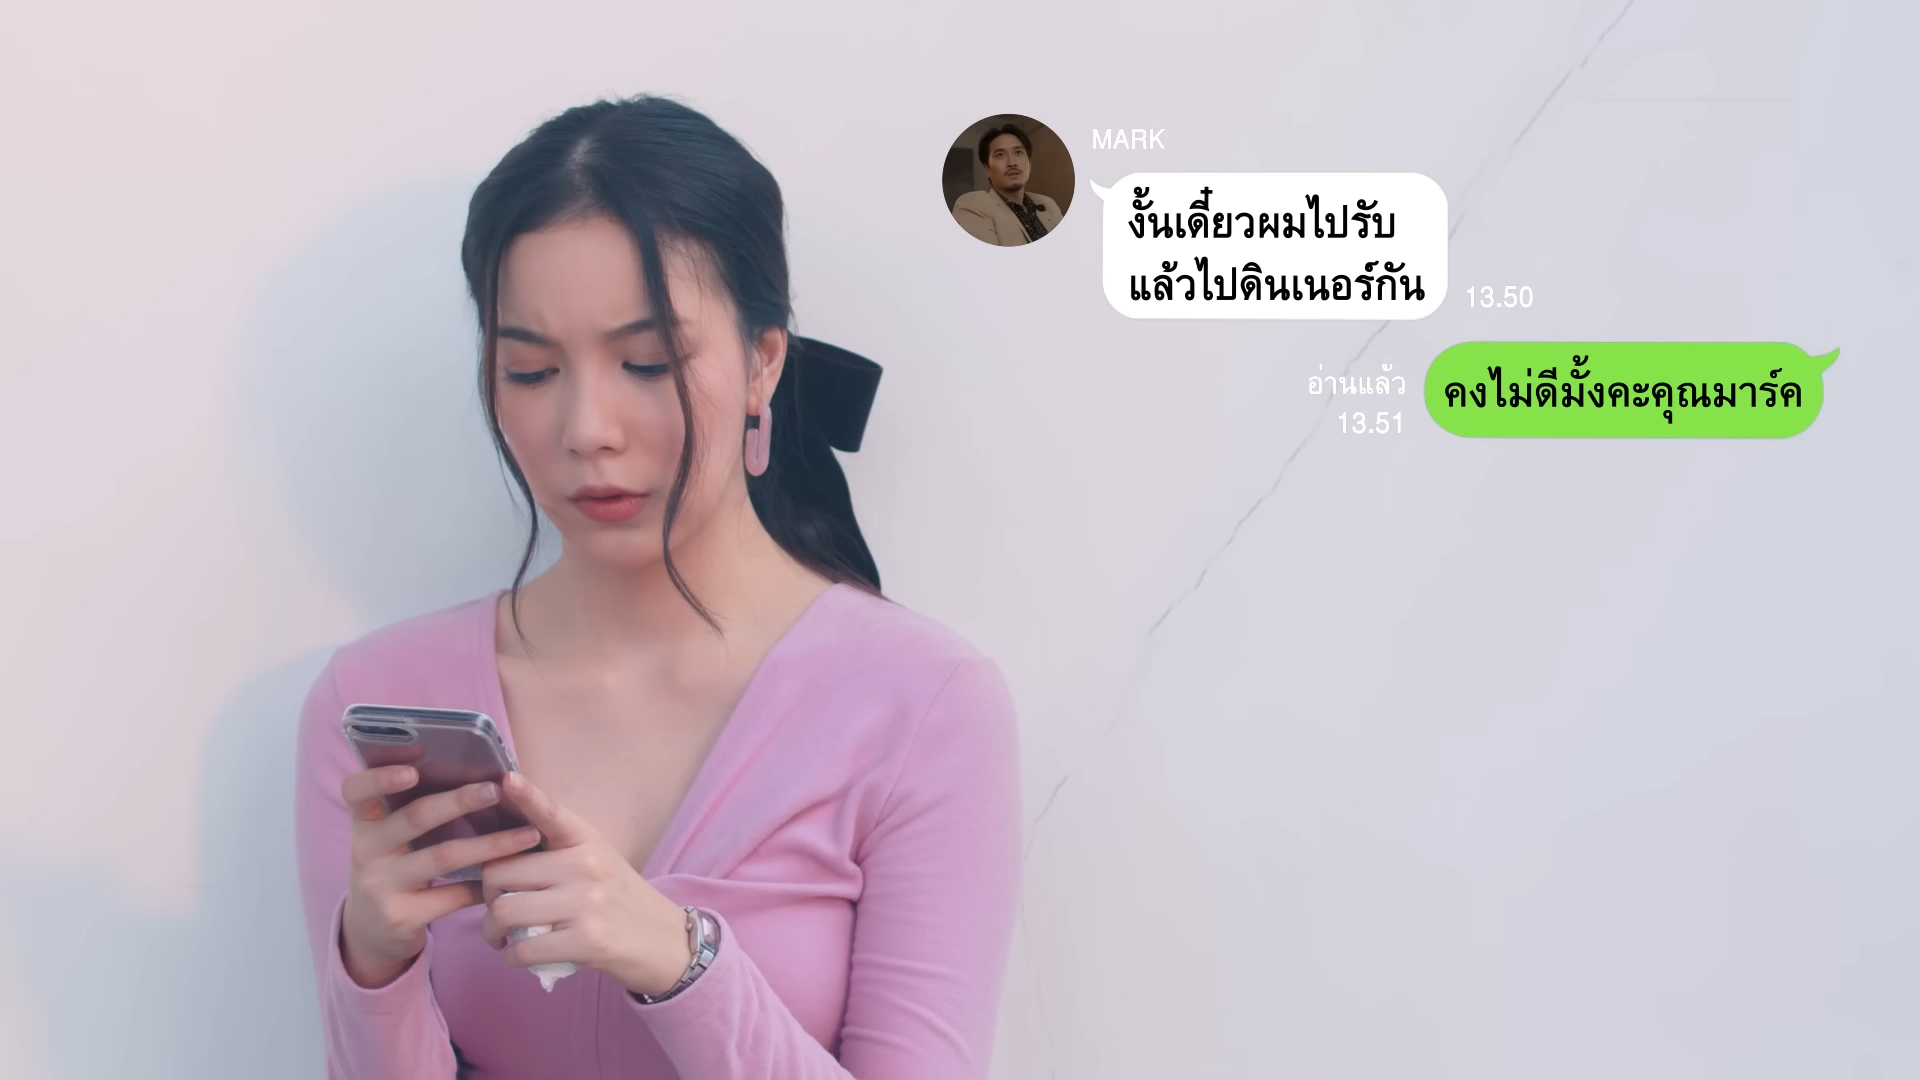 MARK
งั้นเดี๋ยวผมไปรับ
แล้วไปดินเนอร์กัน
13.50
อ่านแล้ว
13.51
คงไม่ดีมั้งคะคุณมาร์ค